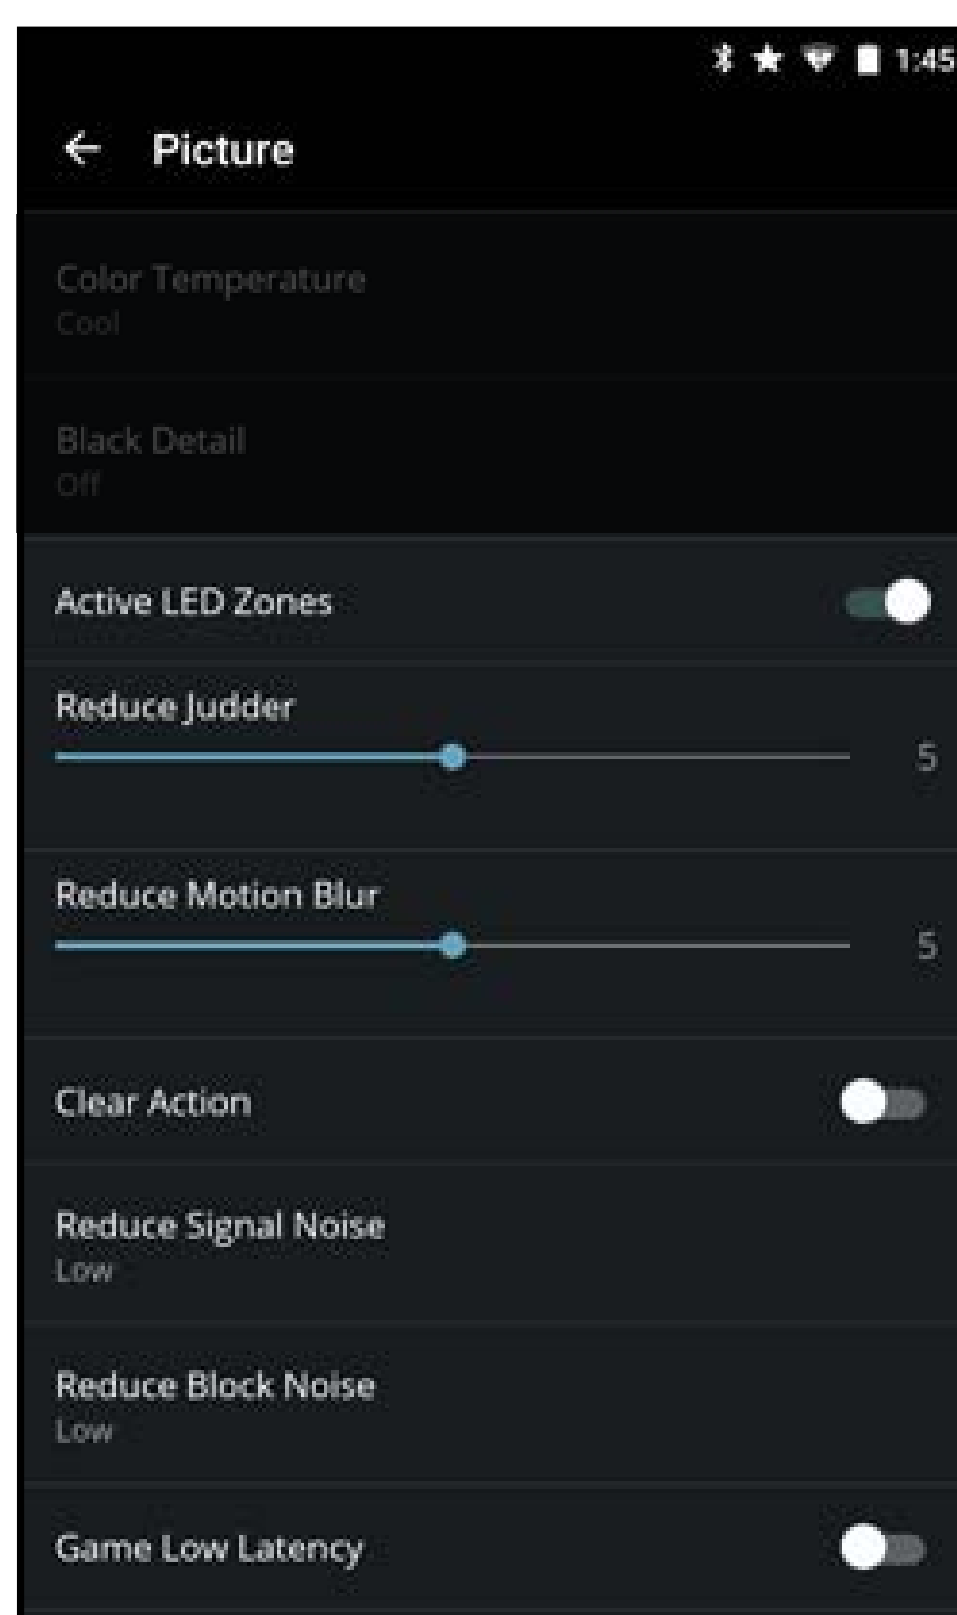 1:45
Picture
Color Temperature
Cool
Black Detail
Off
Active LED Zones
Reduce Judder
5
Reduce Motion Blur
5
Clear Action
Reduce Signal Noise
Low
Reduce Block Noise
Low
Game Low Latency